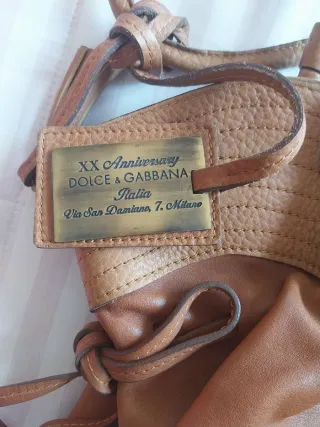 XX Anniversary
DOLCE & GABBANA
Italia
Via San Damiano, 7. Milano